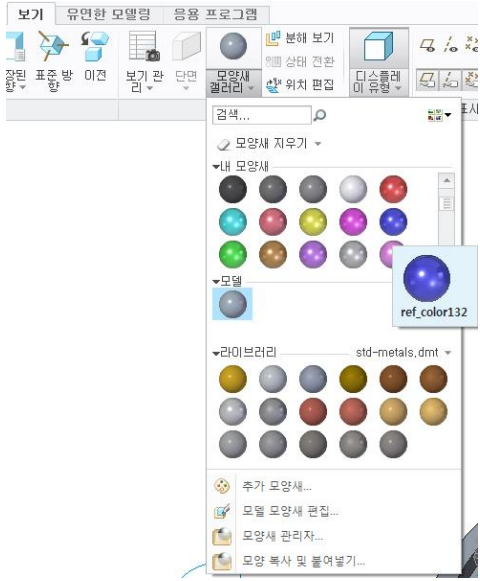 보기 유연한 모델링 응용 프로그램
분해 보기
상태 전환
위치 편집
표준 방향
이전
보기 관리
단면
모양새 갤러리
디스플레이 유형
검색...
모양새 지우기
내 모양새
모델
ref_color132
라이브러리 std-metals.dmt
추가 모양새...
모델 모양새 편집...
모양새 관리자...
모양 복사 및 붙여넣기...